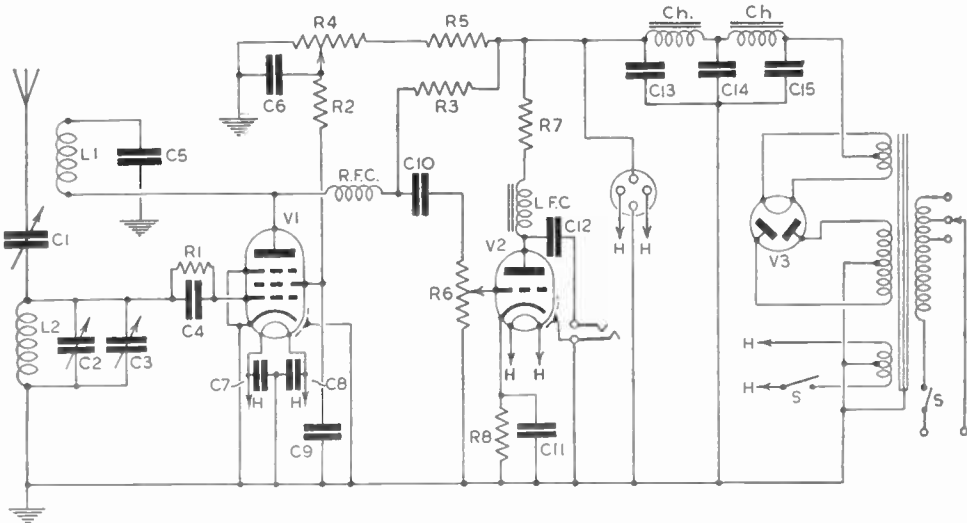 R4
R5
Ch.
Ch
C6
R2
R3
C13
C14
C15
R7
L1
C5
R.F.C.
C10
L.F.C
C12
H
H
V1
V2
V3
C1
R1
R6
C4
L2
C2
C3
H
H
H
C7
H
H
C8
H
S
S
C9
R8
C11